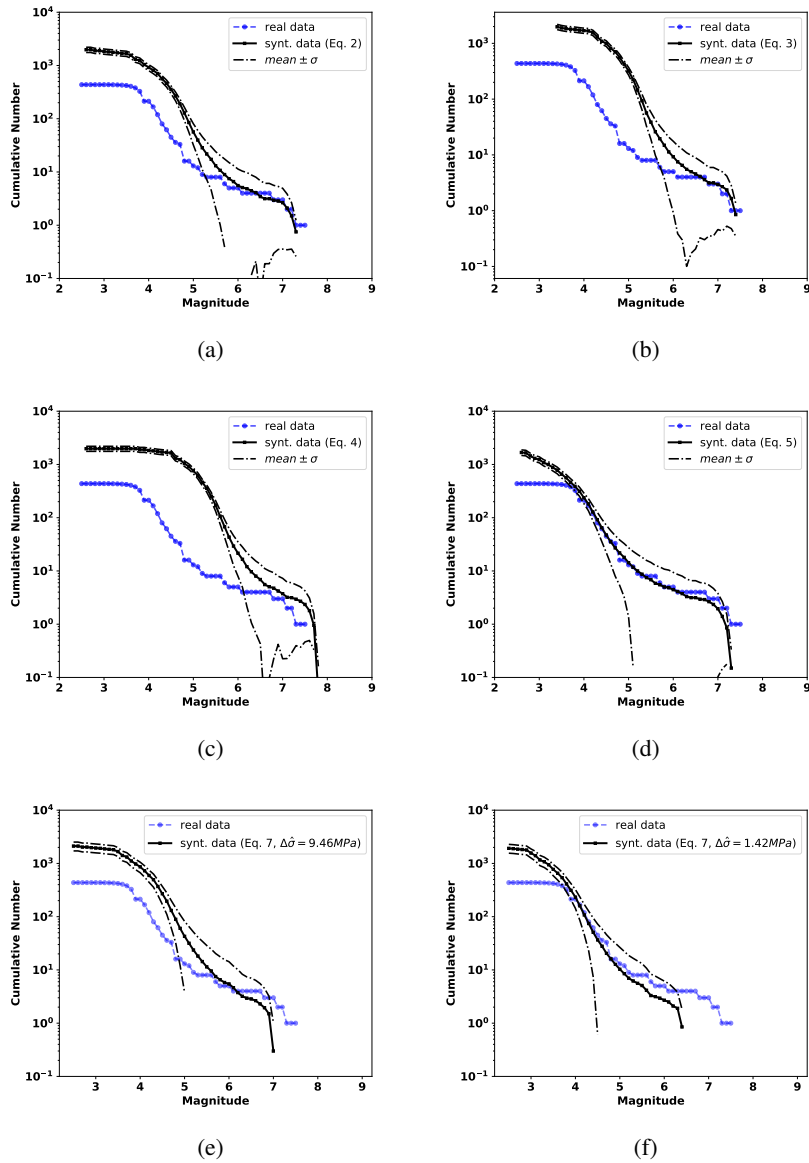 10⁴
10³
10²
10¹
10⁰
10⁻¹
Cumulative Number
2 3 4 5 6 7 8 9
Magnitude
real data
synt. data (Eq. 2)
mean ± σ
(a)
10³
10²
10¹
10⁰
10⁻¹
Cumulative Number
2 3 4 5 6 7 8 9
Magnitude
real data
synt. data (Eq. 3)
mean ± σ
(b)
10⁴
10³
10²
10¹
10⁰
10⁻¹
Cumulative Number
2 3 4 5 6 7 8 9
Magnitude
real data
synt. data (Eq. 4)
mean ± σ
(c)
10⁴
10³
10²
10¹
10⁰
10⁻¹
Cumulative Number
2 3 4 5 6 7 8 9
Magnitude
real data
synt. data (Eq. 5)
mean ± σ
(d)
10⁴
10³
10²
10¹
10⁰
10⁻¹
Cumulative Number
3 4 5 6 7 8 9
Magnitude
real data
synt. data (Eq. 7, Δσ̂ = 9.46MPa)
(e)
10⁴
10³
10²
10¹
10⁰
10⁻¹
Cumulative Number
3 4 5 6 7 8 9
Magnitude
real data
synt. data (Eq. 7, Δσ̂ = 1.42MPa)
(f)